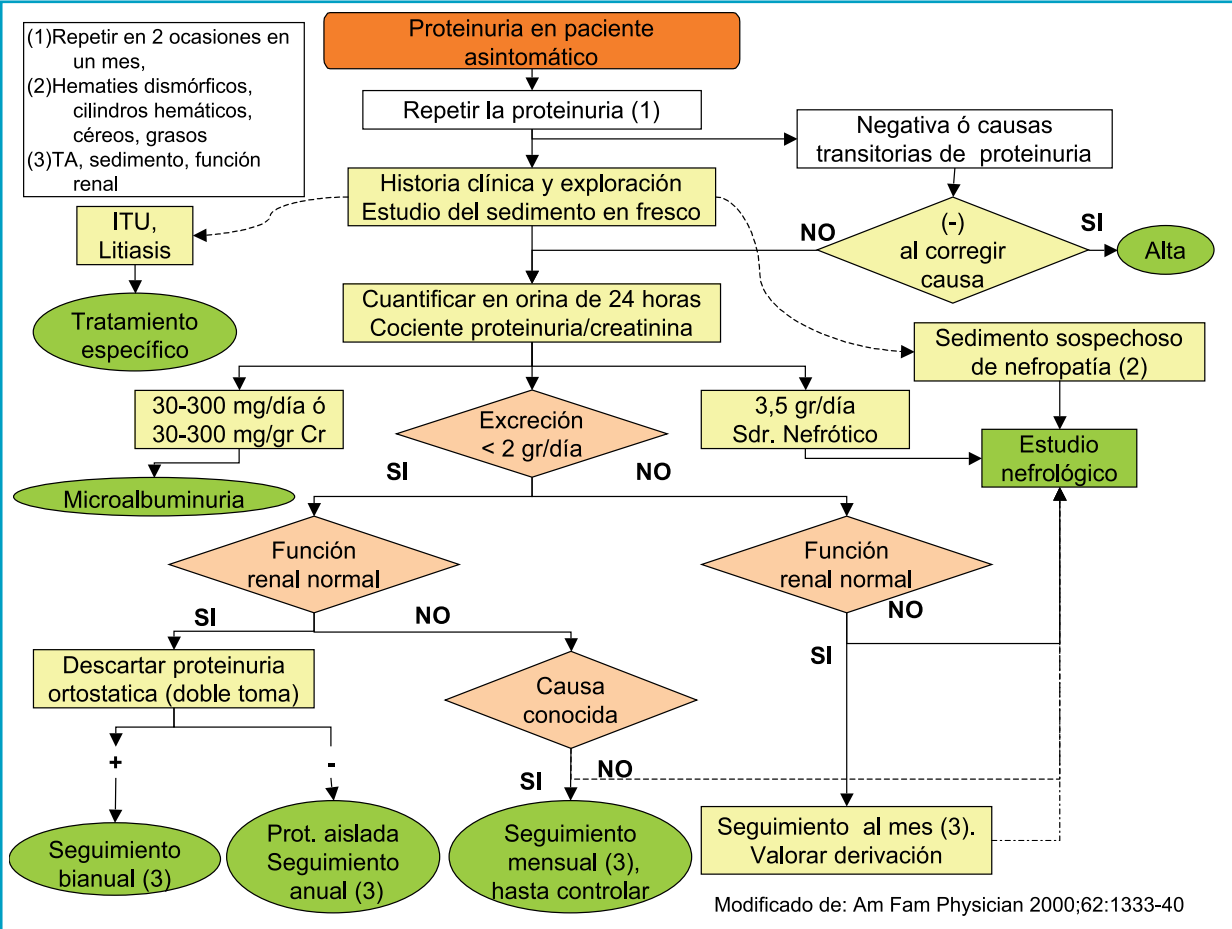 (1)Repetir en 2 ocasiones en
un mes,
(2)Hematies dismórficos,
cilindros hemáticos,
céreos, grasos
(3)TA, sedimento, función
renal
Proteinuria en paciente
asintomático
Repetir la proteinuria (1)
Negativa ó causas
transitorias de proteinuria
Historia clínica y exploración
Estudio del sedimento en fresco
ITU,
Litiasis
(-)
al corregir
causa
NO
SI
Alta
Tratamiento
específico
Cuantificar en orina de 24 horas
Cociente proteinuria/creatinina
Sedimento sospechoso
de nefropatía (2)
30-300 mg/día ó
30-300 mg/gr Cr
Excreción
< 2 gr/día
3,5 gr/día
Sdr. Nefrótico
Estudio
nefrológico
Microalbuminuria
SI
NO
Función
renal normal
Función
renal normal
SI
NO
NO
SI
Descartar proteinuria
ortostatica (doble toma)
Causa
conocida
+
-
SI
NO
Seguimiento
bianual (3)
Prot. aislada
Seguimiento
anual (3)
Seguimiento
mensual (3),
hasta controlar
Seguimiento al mes (3).
Valorar derivación
Modificado de: Am Fam Physician 2000;62:1333-40